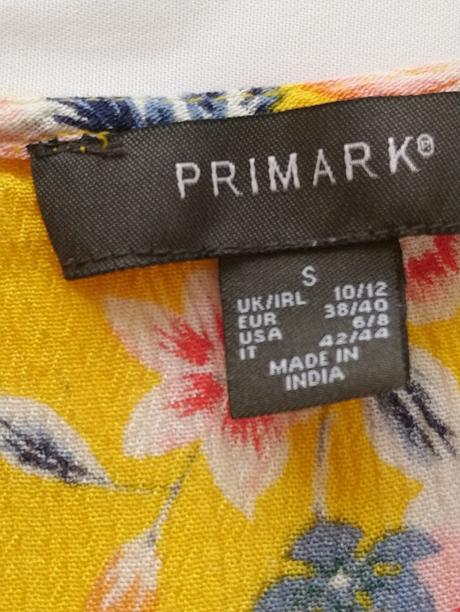 PRIMARK®
S
UK/IRL 10/12
EUR 38/40
USA 6/8
IT 42/44
MADE IN
INDIA